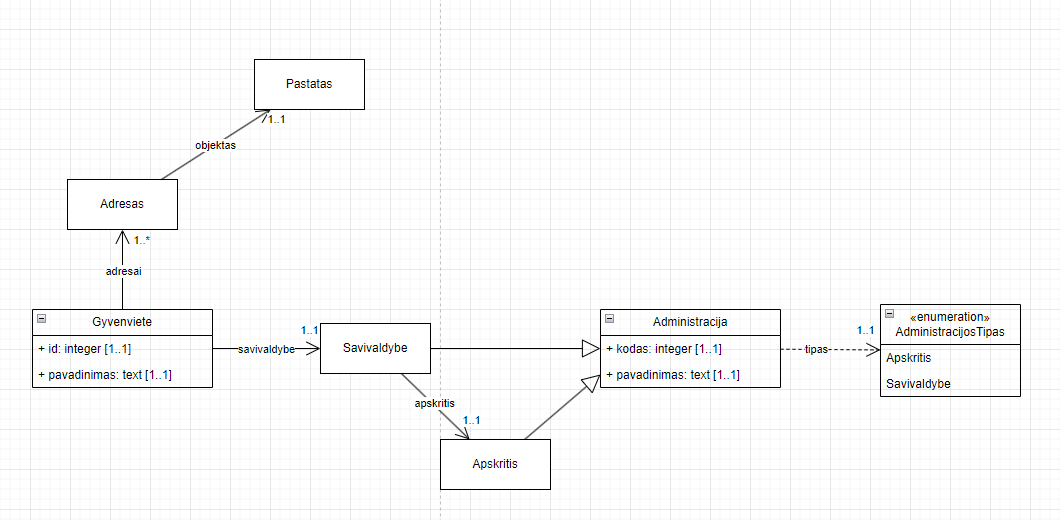 Pastatas
1..1
objektas
Adresas
1..*
adresai
Gyvenviete
+ id: integer [1..1]
+ pavadinimas: text [1..1]
savivaldybe
1..1
Savivaldybe
apskritis
1..1
Apskritis
Administracija
+ kodas: integer [1..1]
+ pavadinimas: text [1..1]
tipas
1..1
«enumeration»
AdministracijosTipas
Apskritis
Savivaldybe